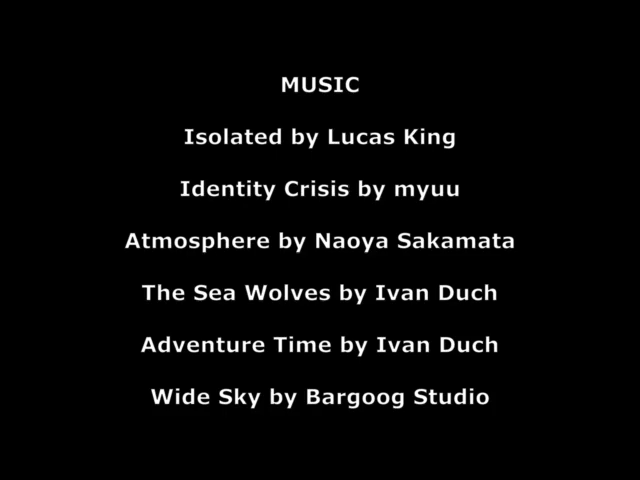 MUSIC
Isolated by Lucas King
Identity Crisis by myuu
Atmosphere by Naoya Sakamata
The Sea Wolves by Ivan Duch
Adventure Time by Ivan Duch
Wide Sky by Bargoog Studio